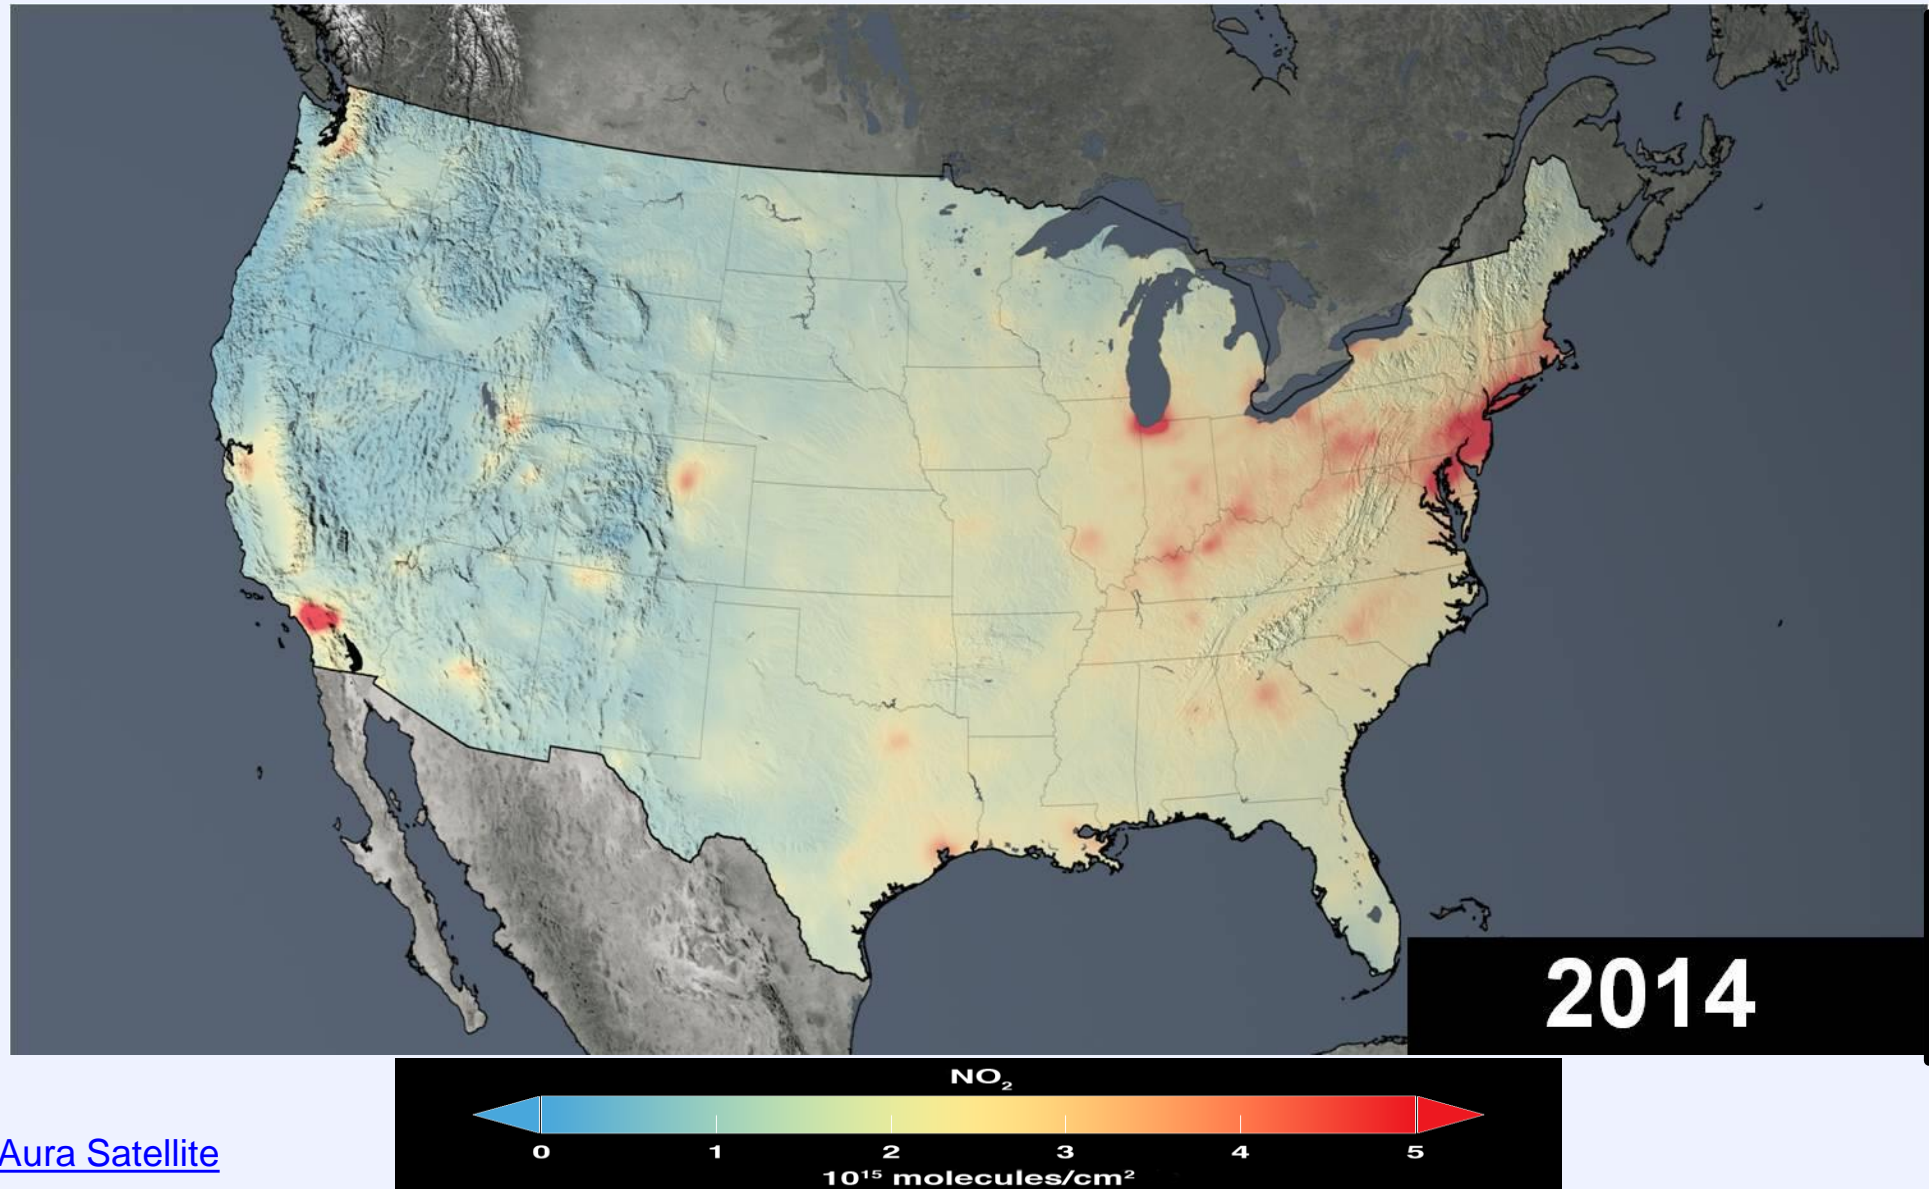 2014
NO₂
0 1 2 3 4 5
10¹⁵ molecules/cm²
Aura Satellite